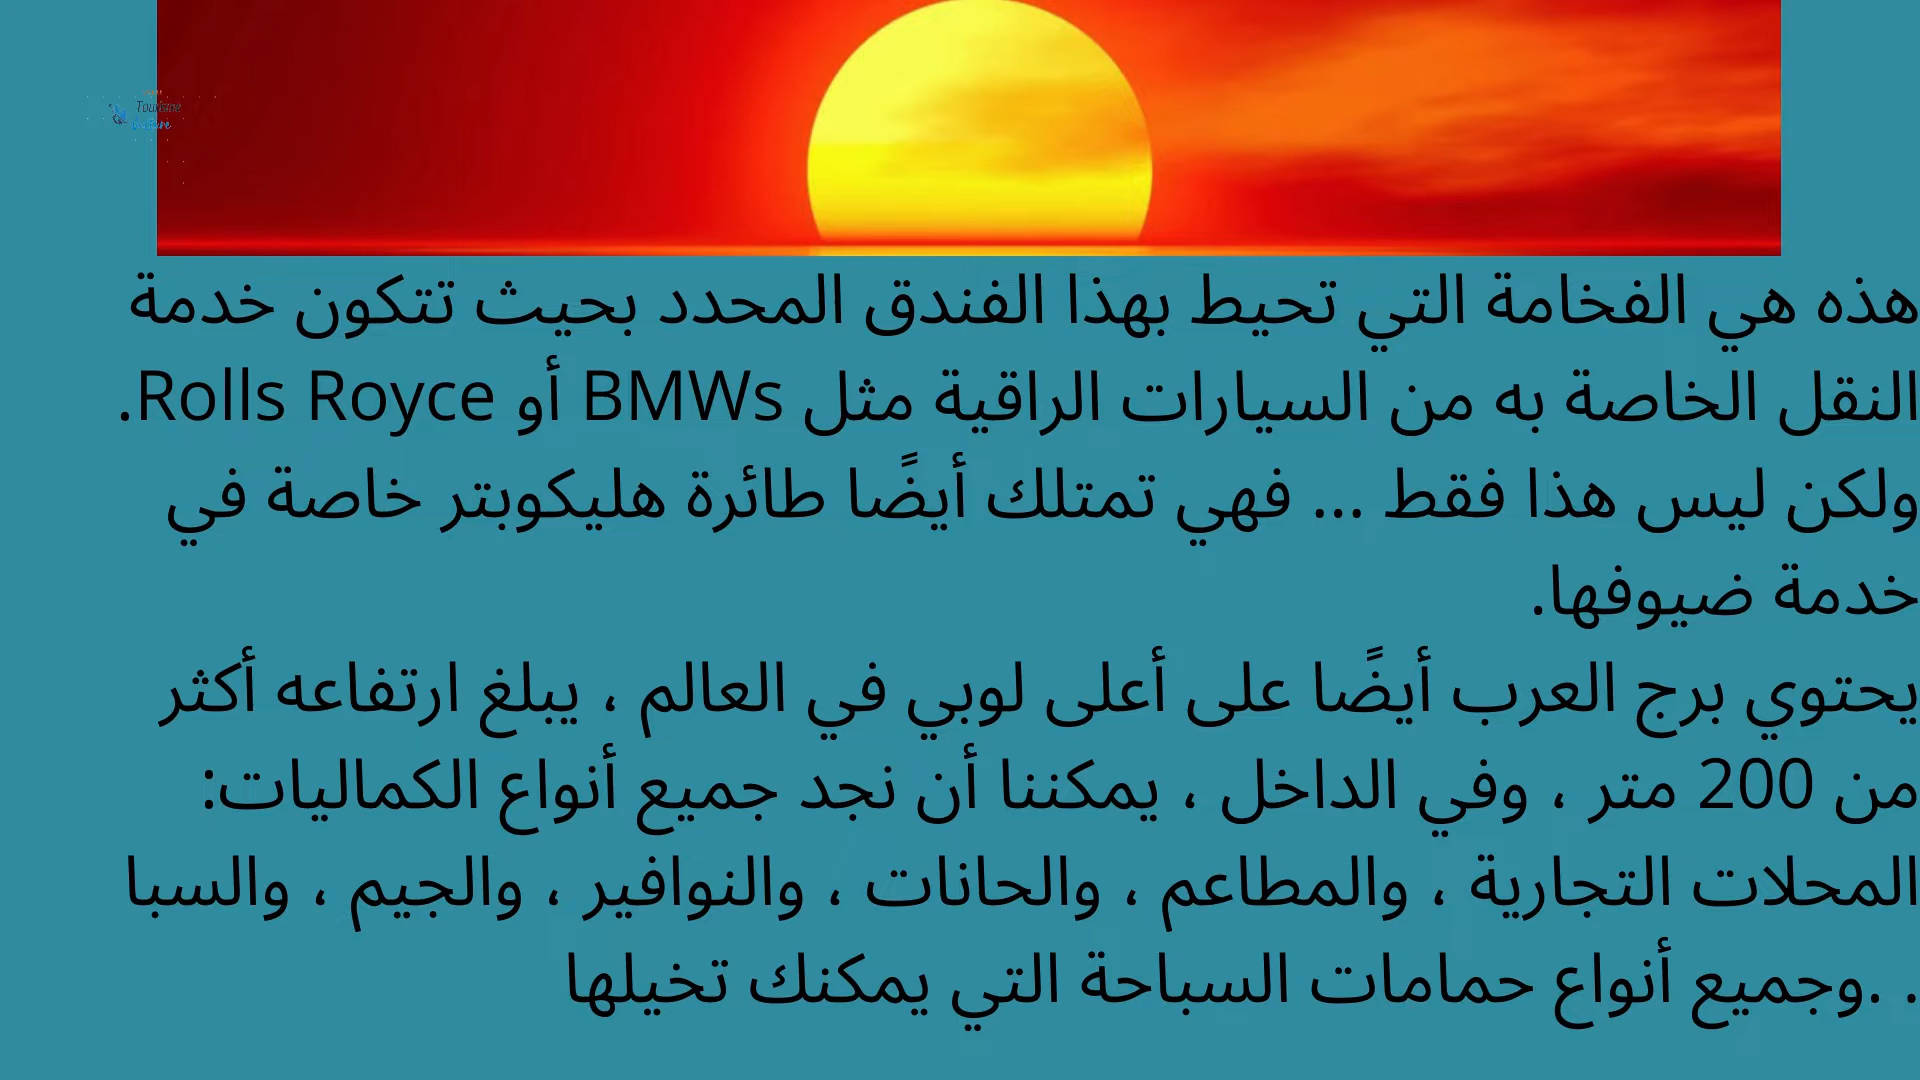 Tourisme
هذه هي الفخامة التي تحيط بهذا الفندق المحدد بحيث تتكون خدمة
النقل الخاصة به من السيارات الراقية مثل BMWs أو Rolls Royce.
ولكن ليس هذا فقط ... فهي تمتلك أيضًا طائرة هليكوبتر خاصة في
خدمة ضيوفها.
يحتوي برج العرب أيضًا على أعلى لوبي في العالم ، يبلغ ارتفاعه أكثر
من 200 متر ، وفي الداخل ، يمكننا أن نجد جميع أنواع الكماليات:
المحلات التجارية ، والمطاعم ، والحانات ، والنوافير ، والجيم ، والسبا
. .وجميع أنواع حمامات السباحة التي يمكنك تخيلها